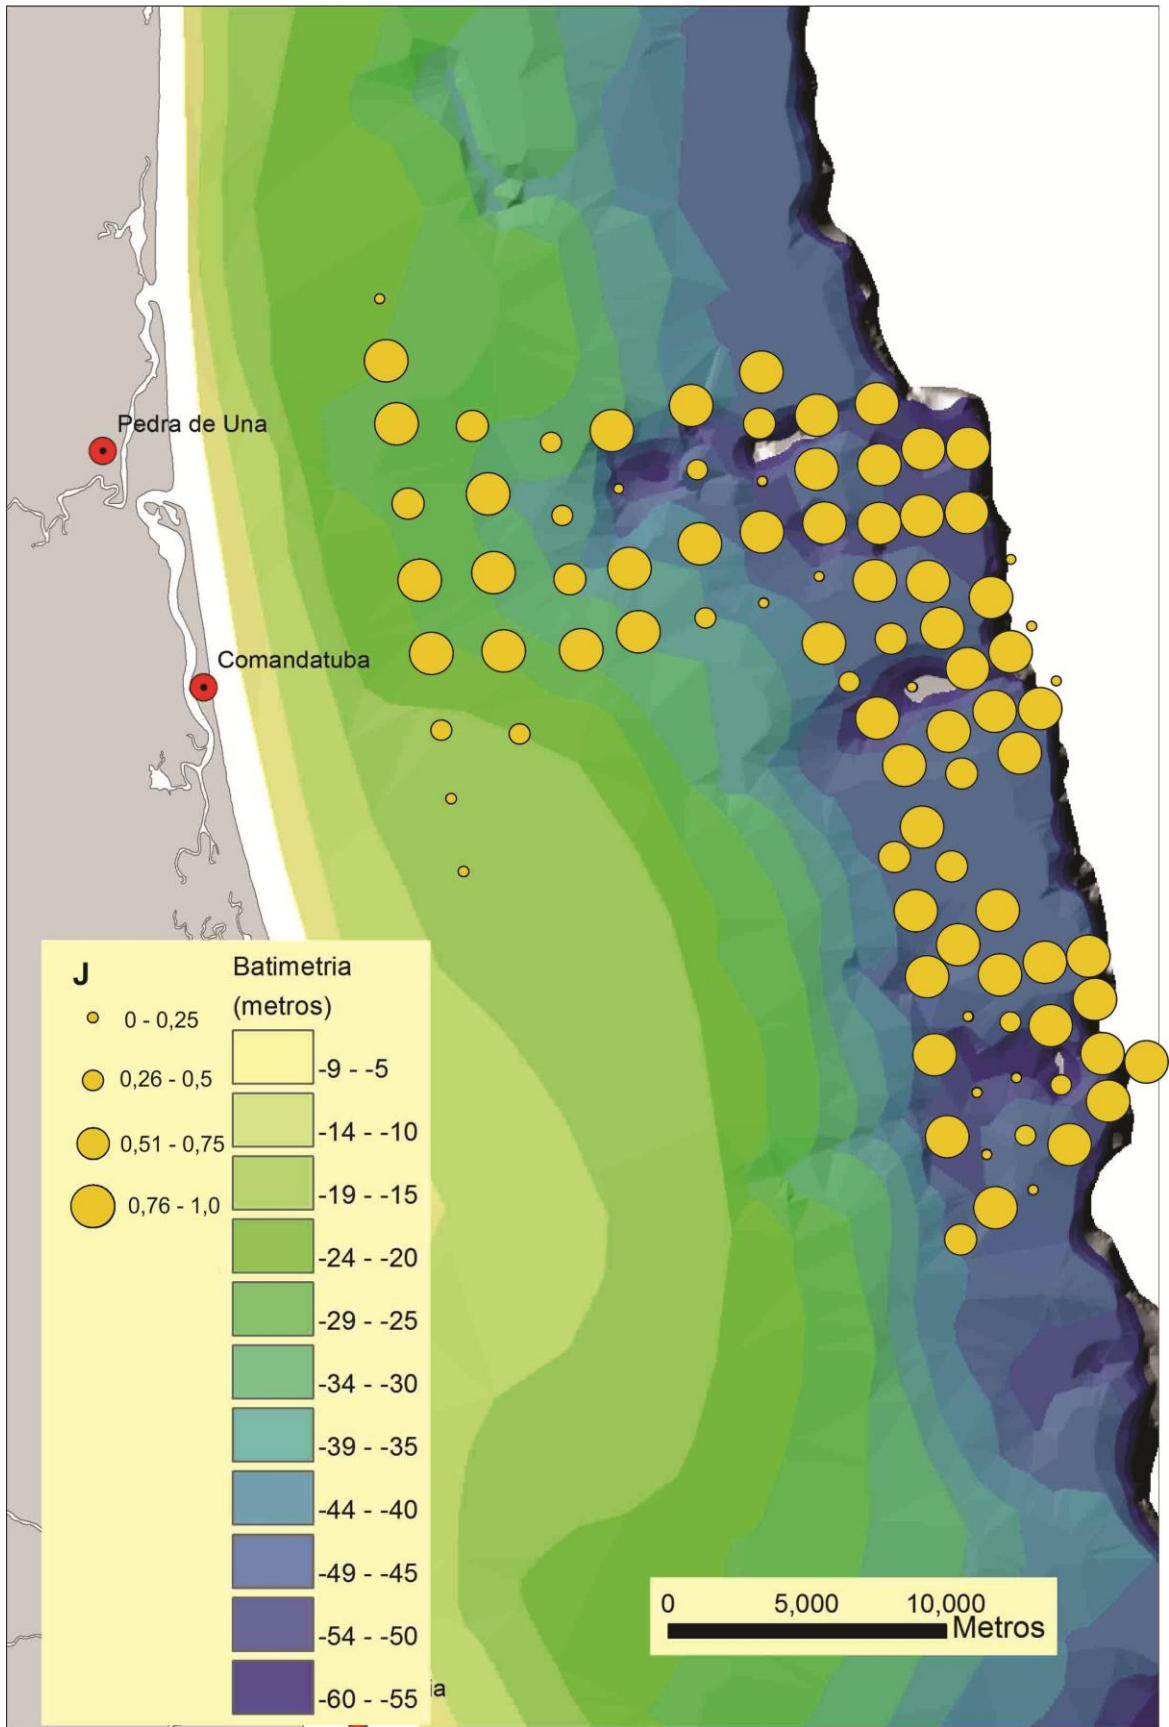 Pedra de Una
Comandatuba
J
0 - 0,25
0,26 - 0,5
0,51 - 0,75
0,76 - 1,0
Batimetria
(metros)
-9 - -5
-14 - -10
-19 - -15
-24 - -20
-29 - -25
-34 - -30
-39 - -35
-44 - -40
-49 - -45
-54 - -50
-60 - -55
ia
0 5,000 10,000
Metros